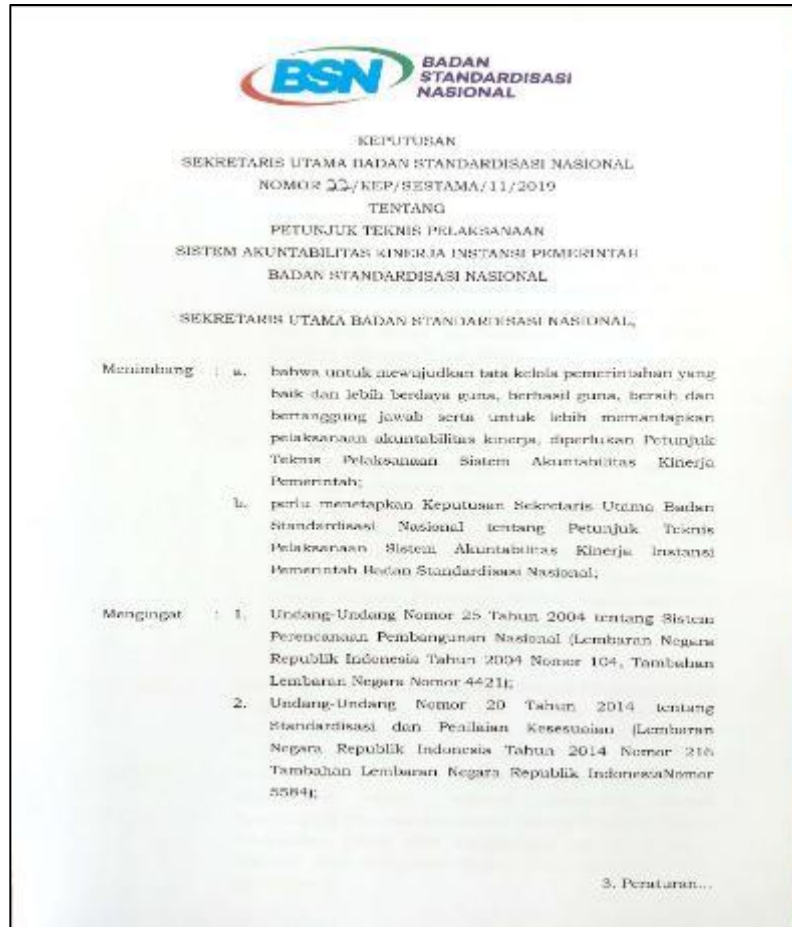 BSN BADAN
STANDARDISASI
NASIONAL
KEPUTUSAN
SEKRETARIS UTAMA BADAN STANDARDISASI NASIONAL
NOMOR 22/KEP/SESTAMA/11/2019
TENTANG
PETUNJUK TEKNIS PELAKSANAAN
SISTEM AKUNTABILITAS KINERJA INSTANSI PEMERINTAH
BADAN STANDARDISASI NASIONAL
SEKRETARIS UTAMA BADAN STANDARDISASI NASIONAL,
Menimbang : a. bahwa untuk mewujudkan tata kelola pemerintahan yang
baik dan lebih berdaya guna, berhasil guna, bersih dan
bertanggung jawab serta untuk lebih memantapkan
pelaksanaan akuntabilitas kinerja, diperlukan Petunjuk
Teknis Pelaksanaan Sistem Akuntabilitas Kinerja
Pemerintah;
b. perlu menetapkan Keputusan Sekretaris Utama Badan
Standardisasi Nasional tentang Petunjuk Teknis
Pelaksanaan Sistem Akuntabilitas Kinerja Instansi
Pemerintah Badan Standardisasi Nasional;
Mengingat : 1. Undang-Undang Nomor 25 Tahun 2004 tentang Sistem
Perencanaan Pembangunan Nasional (Lembaran Negara
Republik Indonesia Tahun 2004 Nomor 104, Tambahan
Lembaran Negara Nomor 4421);
2. Undang-Undang Nomor 20 Tahun 2014 tentang
Standardisasi dan Penilaian Kesesuaian (Lembaran
Negara Republik Indonesia Tahun 2014 Nomor 216
Tambahan Lembaran Negara Republik IndonesiaNomor
5584);
3. Peraturan...